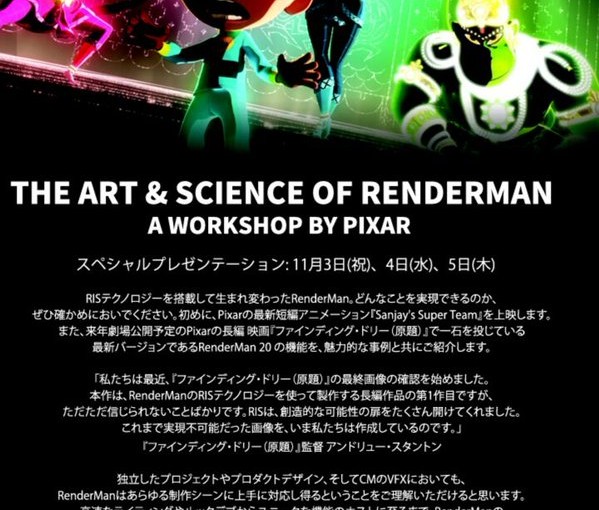 THE ART & SCIENCE OF RENDERMAN
A WORKSHOP BY PIXAR
スペシャルプレゼンテーション: 11月3日(祝)、4日(水)、5日(木)
RISテクノロジーを搭載して生まれ変わったRenderMan。どんなことを実現できるのか、
ぜひ確かめにおいでください。初めに、Pixarの最新短編アニメーション『Sanjay's Super Team』を上映します。
また、来年劇場公開予定のPixarの長編 映画『ファインディング・ドリー（原題）』で一石を投じている
最新バージョンであるRenderMan 20 の機能を、魅力的な事例と共にご紹介します。
「私たちは最近、『ファインディング・ドリー（原題）』の最終画像の確認を始めました。
本作は、RenderManのRISテクノロジーを使って製作する長編作品の第1作目ですが、
ただただ信じられないことばかりです。RISは、創造的な可能性の扉をたくさん開けてくれました。
これまで実現不可能だった画像を、いま私たちは作成しているのです。」
『ファインディング・ドリー（原題）』監督 アンドリュー・スタントン
独立したプロジェクトやプロダクトデザイン、そしてCMのVFXにおいても、
RenderManはあらゆる制作シーンに上手に対応し得るということをご理解いただけると思います。